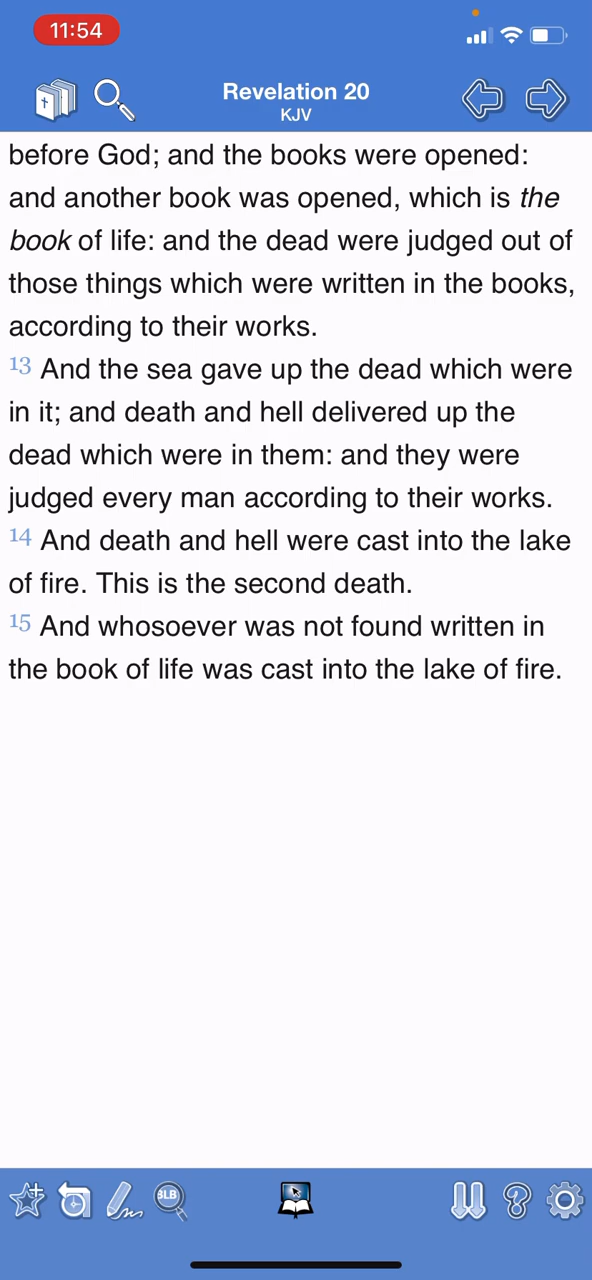 11:54
Revelation 20
KJV
before God; and the books were opened:
and another book was opened, which is the
book of life: and the dead were judged out of
those things which were written in the books,
according to their works.
13 And the sea gave up the dead which were
in it; and death and hell delivered up the
dead which were in them: and they were
judged every man according to their works.
14 And death and hell were cast into the lake
of fire. This is the second death.
15 And whosoever was not found written in
the book of life was cast into the lake of fire.
BLB